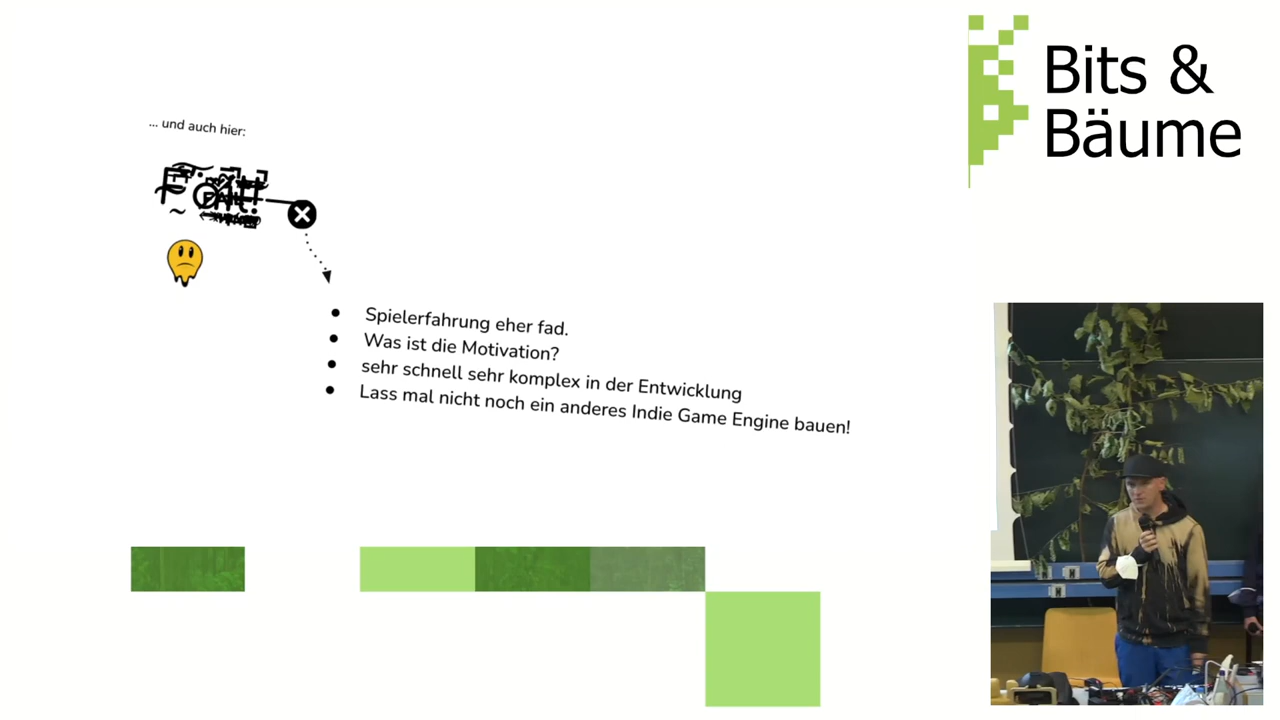 ... und auch hier:
● Spielerfahrung eher fad.
● Was ist die Motivation?
● sehr schnell sehr komplex in der Entwicklung
● Lass mal nicht noch ein anderes Indie Game Engine bauen!
Bits &
Bäume